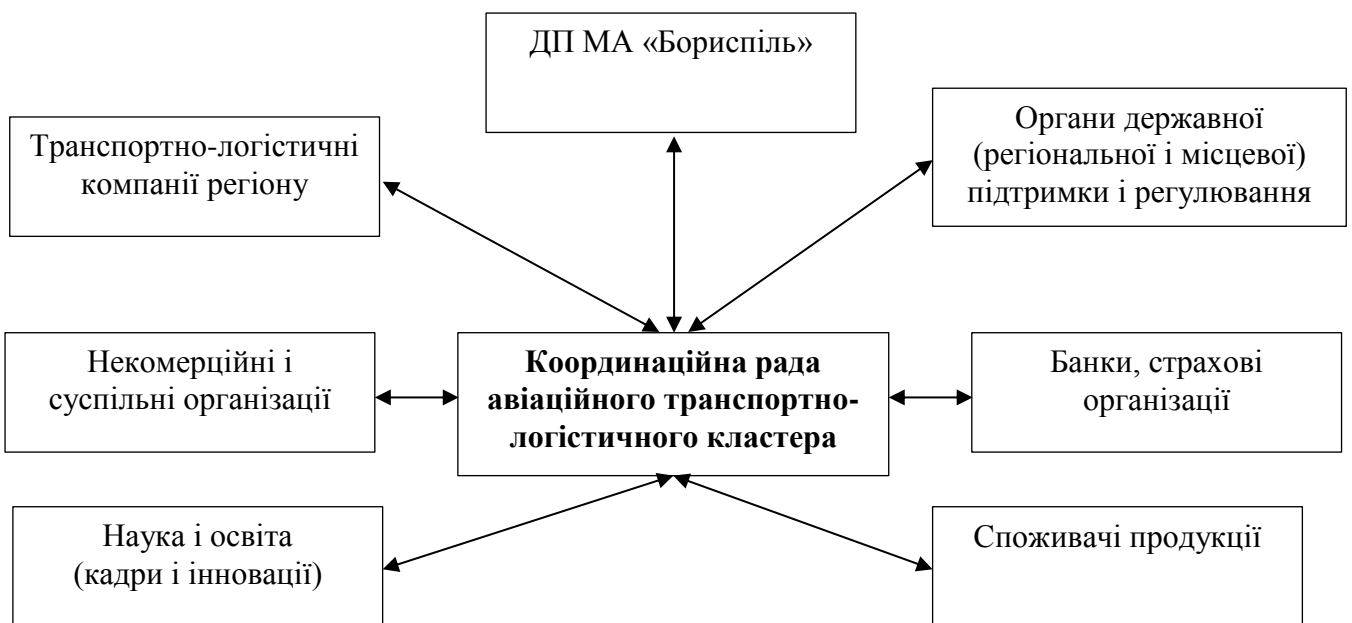 ДП МА «Бориспіль»
Транспортно-логістичні
компанії регіону
Органи державної
(регіональної і місцевої)
підтримки і регулювання
Некомерційні і
суспільні організації
Координаційна рада
авіаційного транспортно-
логістичного кластера
Банки, страхові
організації
Наука і освіта
(кадри і інновації)
Споживачі продукції